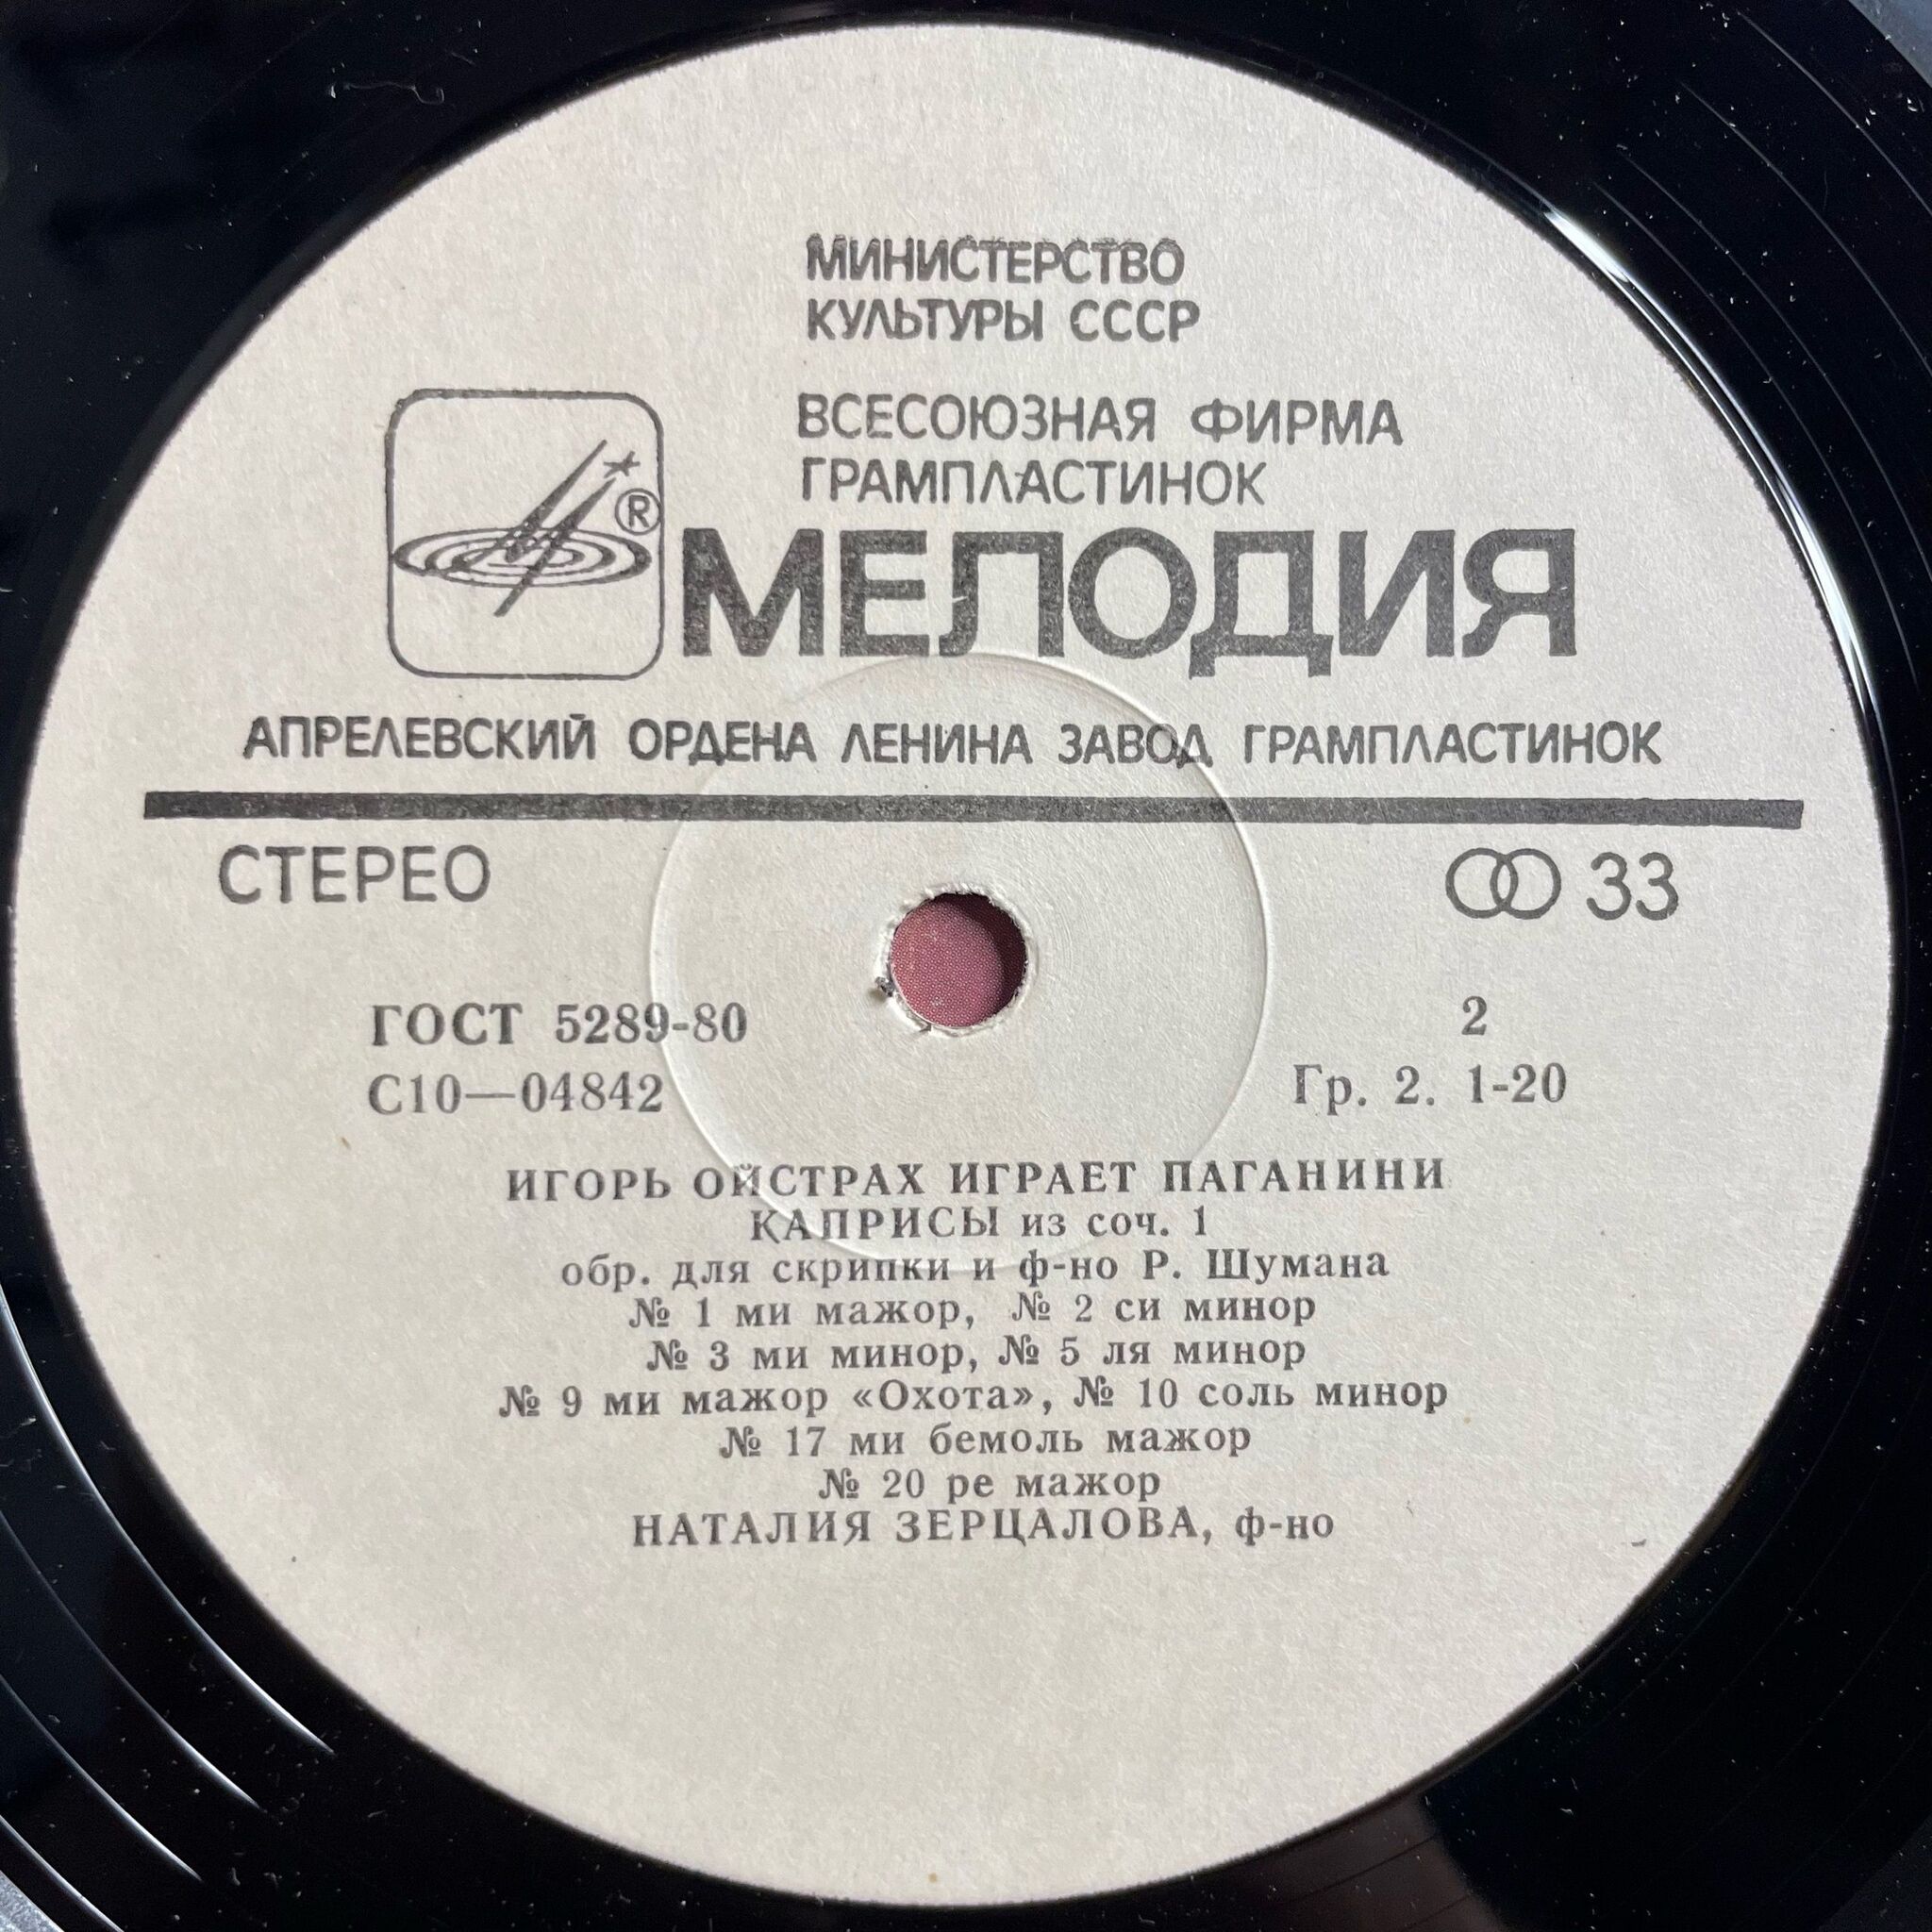 МИНИСТЕРСТВО
КУЛЬТУРЫ СССР
ВСЕСОЮЗНАЯ ФИРМА
ГРАМПЛАСТИНОК
®
МЕЛОДИЯ
АПРЕЛЕВСКИЙ ОРДЕНА ЛЕНИНА ЗАВОД ГРАМПЛАСТИНОК
СТЕРЕО
33
ГОСТ 5289-80
2
С10—04842
Гр. 2. 1-20
ИГОРЬ ОЙСТРАХ ИГРАЕТ ПАГАНИНИ
КАПРИСЫ из соч. 1
обр. для скрипки и ф-но Р. Шумана
№ 1 ми мажор, № 2 си минор
№ 3 ми минор, № 5 ля минор
№ 9 ми мажор «Охота», № 10 соль минор
№ 17 ми бемоль мажор
№ 20 ре мажор
НАТАЛИЯ ЗЕРЦАЛОВА, ф-но